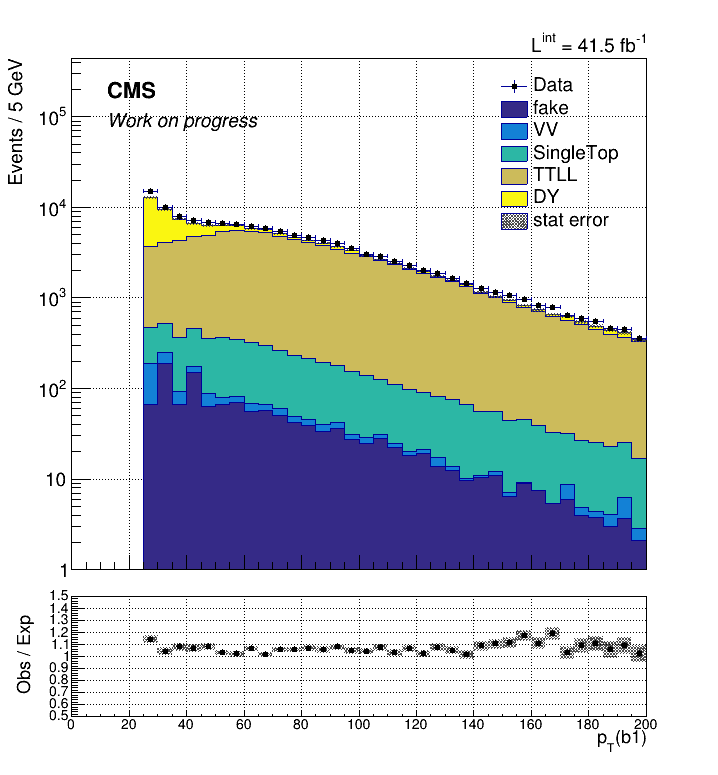 L^int = 41.5 fb^-1
Events / 5 GeV
CMS
Work on progress
Data
fake
VV
SingleTop
TTLL
DY
stat error
10^5
10^4
10^3
10^2
10
1
Obs / Exp
1.5
1.4
1.3
1.2
1.1
1
0.9
0.8
0.7
0.6
0.5
0 20 40 60 80 100 120 140 160 180 200
p_T(b1)